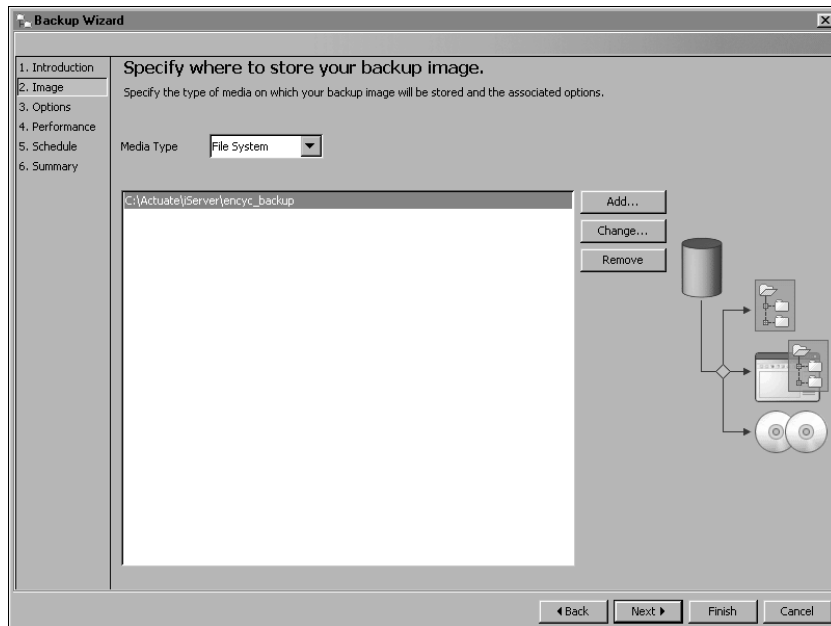 Backup Wizard
1. Introduction
2. Image
3. Options
4. Performance
5. Schedule
6. Summary
Specify where to store your backup image.
Specify the type of media on which your backup image will be stored and the associated options.
Media Type File System
C:\Actuate\iServer\encyc_backup
Add...
Change...
Remove
Back Next Finish Cancel